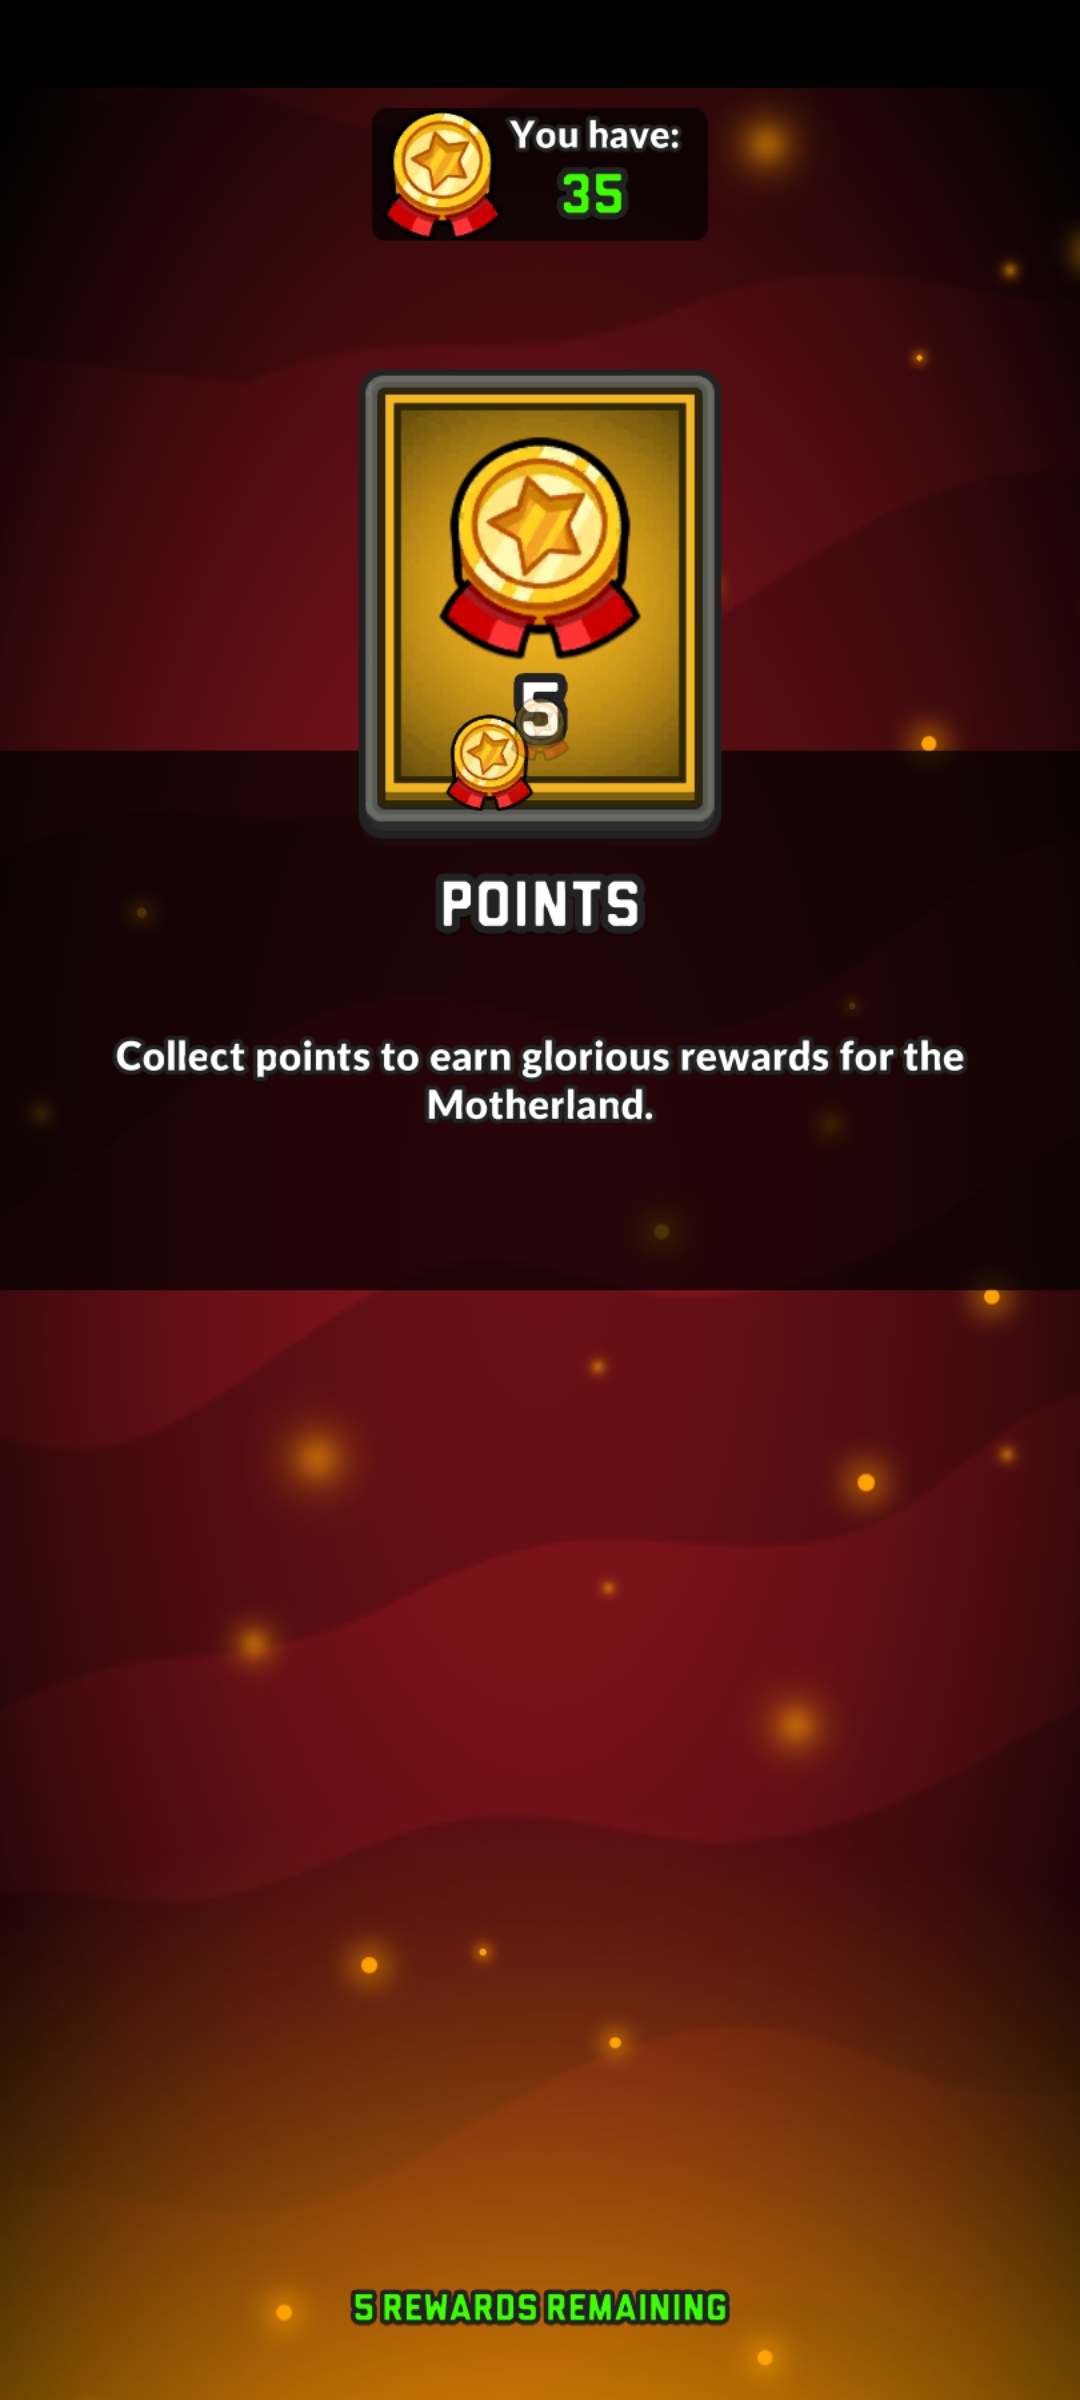 You have:
35
5
POINTS
Collect points to earn glorious rewards for the
Motherland.
5 REWARDS REMAINING